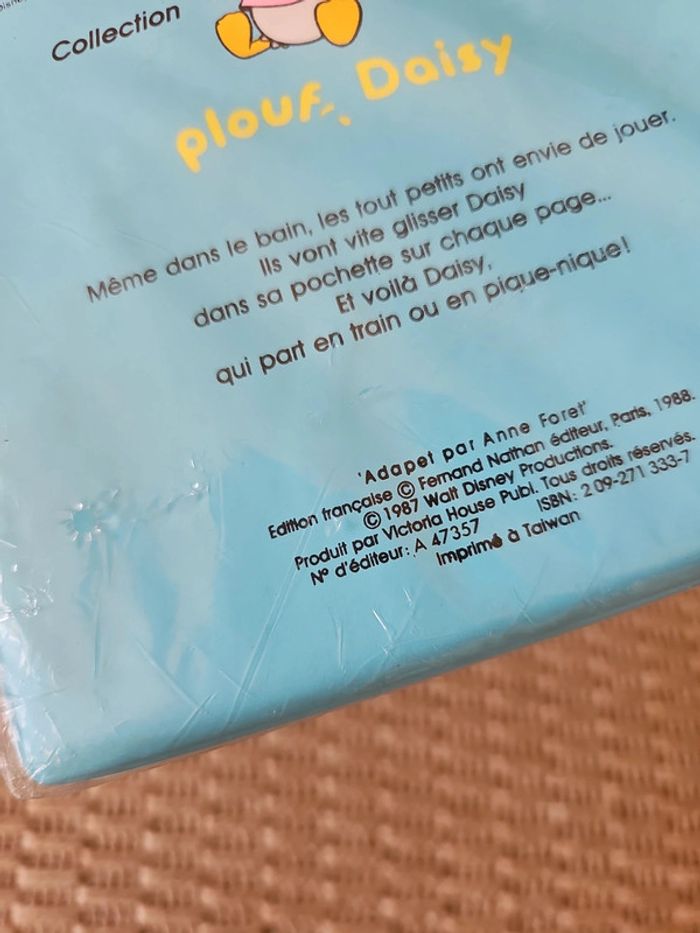 Collection
plouf, Daisy
Même dans le bain, les tout petits ont envie de jouer.
Ils vont vite glisser Daisy
dans sa pochette sur chaque page...
Et voilà Daisy,
qui part en train ou en pique-nique!
'Adapet par Anne Foret'
Edition française © Fernand Nathan éditeur, Paris, 1988.
© 1987 Walt Disney Productions.
Produit par Victoria House Publ. Tous droits réservés.
N° d'éditeur: A 47357 ISBN: 2 09-271 333-7
Imprimé à Taiwan